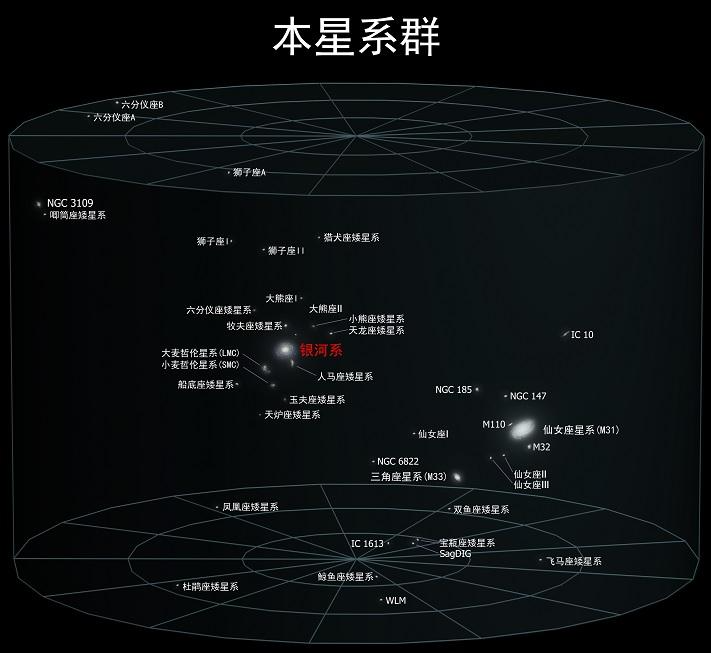 本星系群
六分仪座B
六分仪座A
狮子座A
NGC 3109
唧筒座矮星系
狮子座I
猎犬座矮星系
狮子座II
大熊座I
大熊座II
六分仪座矮星系
小熊座矮星系
牧夫座矮星系
天龙座矮星系
银河系
IC 10
大麦哲伦星系(LMC)
小麦哲伦星系(SMC)
人马座矮星系
船底座矮星系
NGC 185
NGC 147
玉夫座矮星系
天炉座矮星系
M110
仙女座星系(M31)
仙女座I
M32
NGC 6822
三角座星系(M33)
仙女座II
仙女座III
凤凰座矮星系
双鱼座矮星系
IC 1613
宝瓶座矮星系
SagDIG
飞马座矮星系
鲸鱼座矮星系
杜鹃座矮星系
WLM